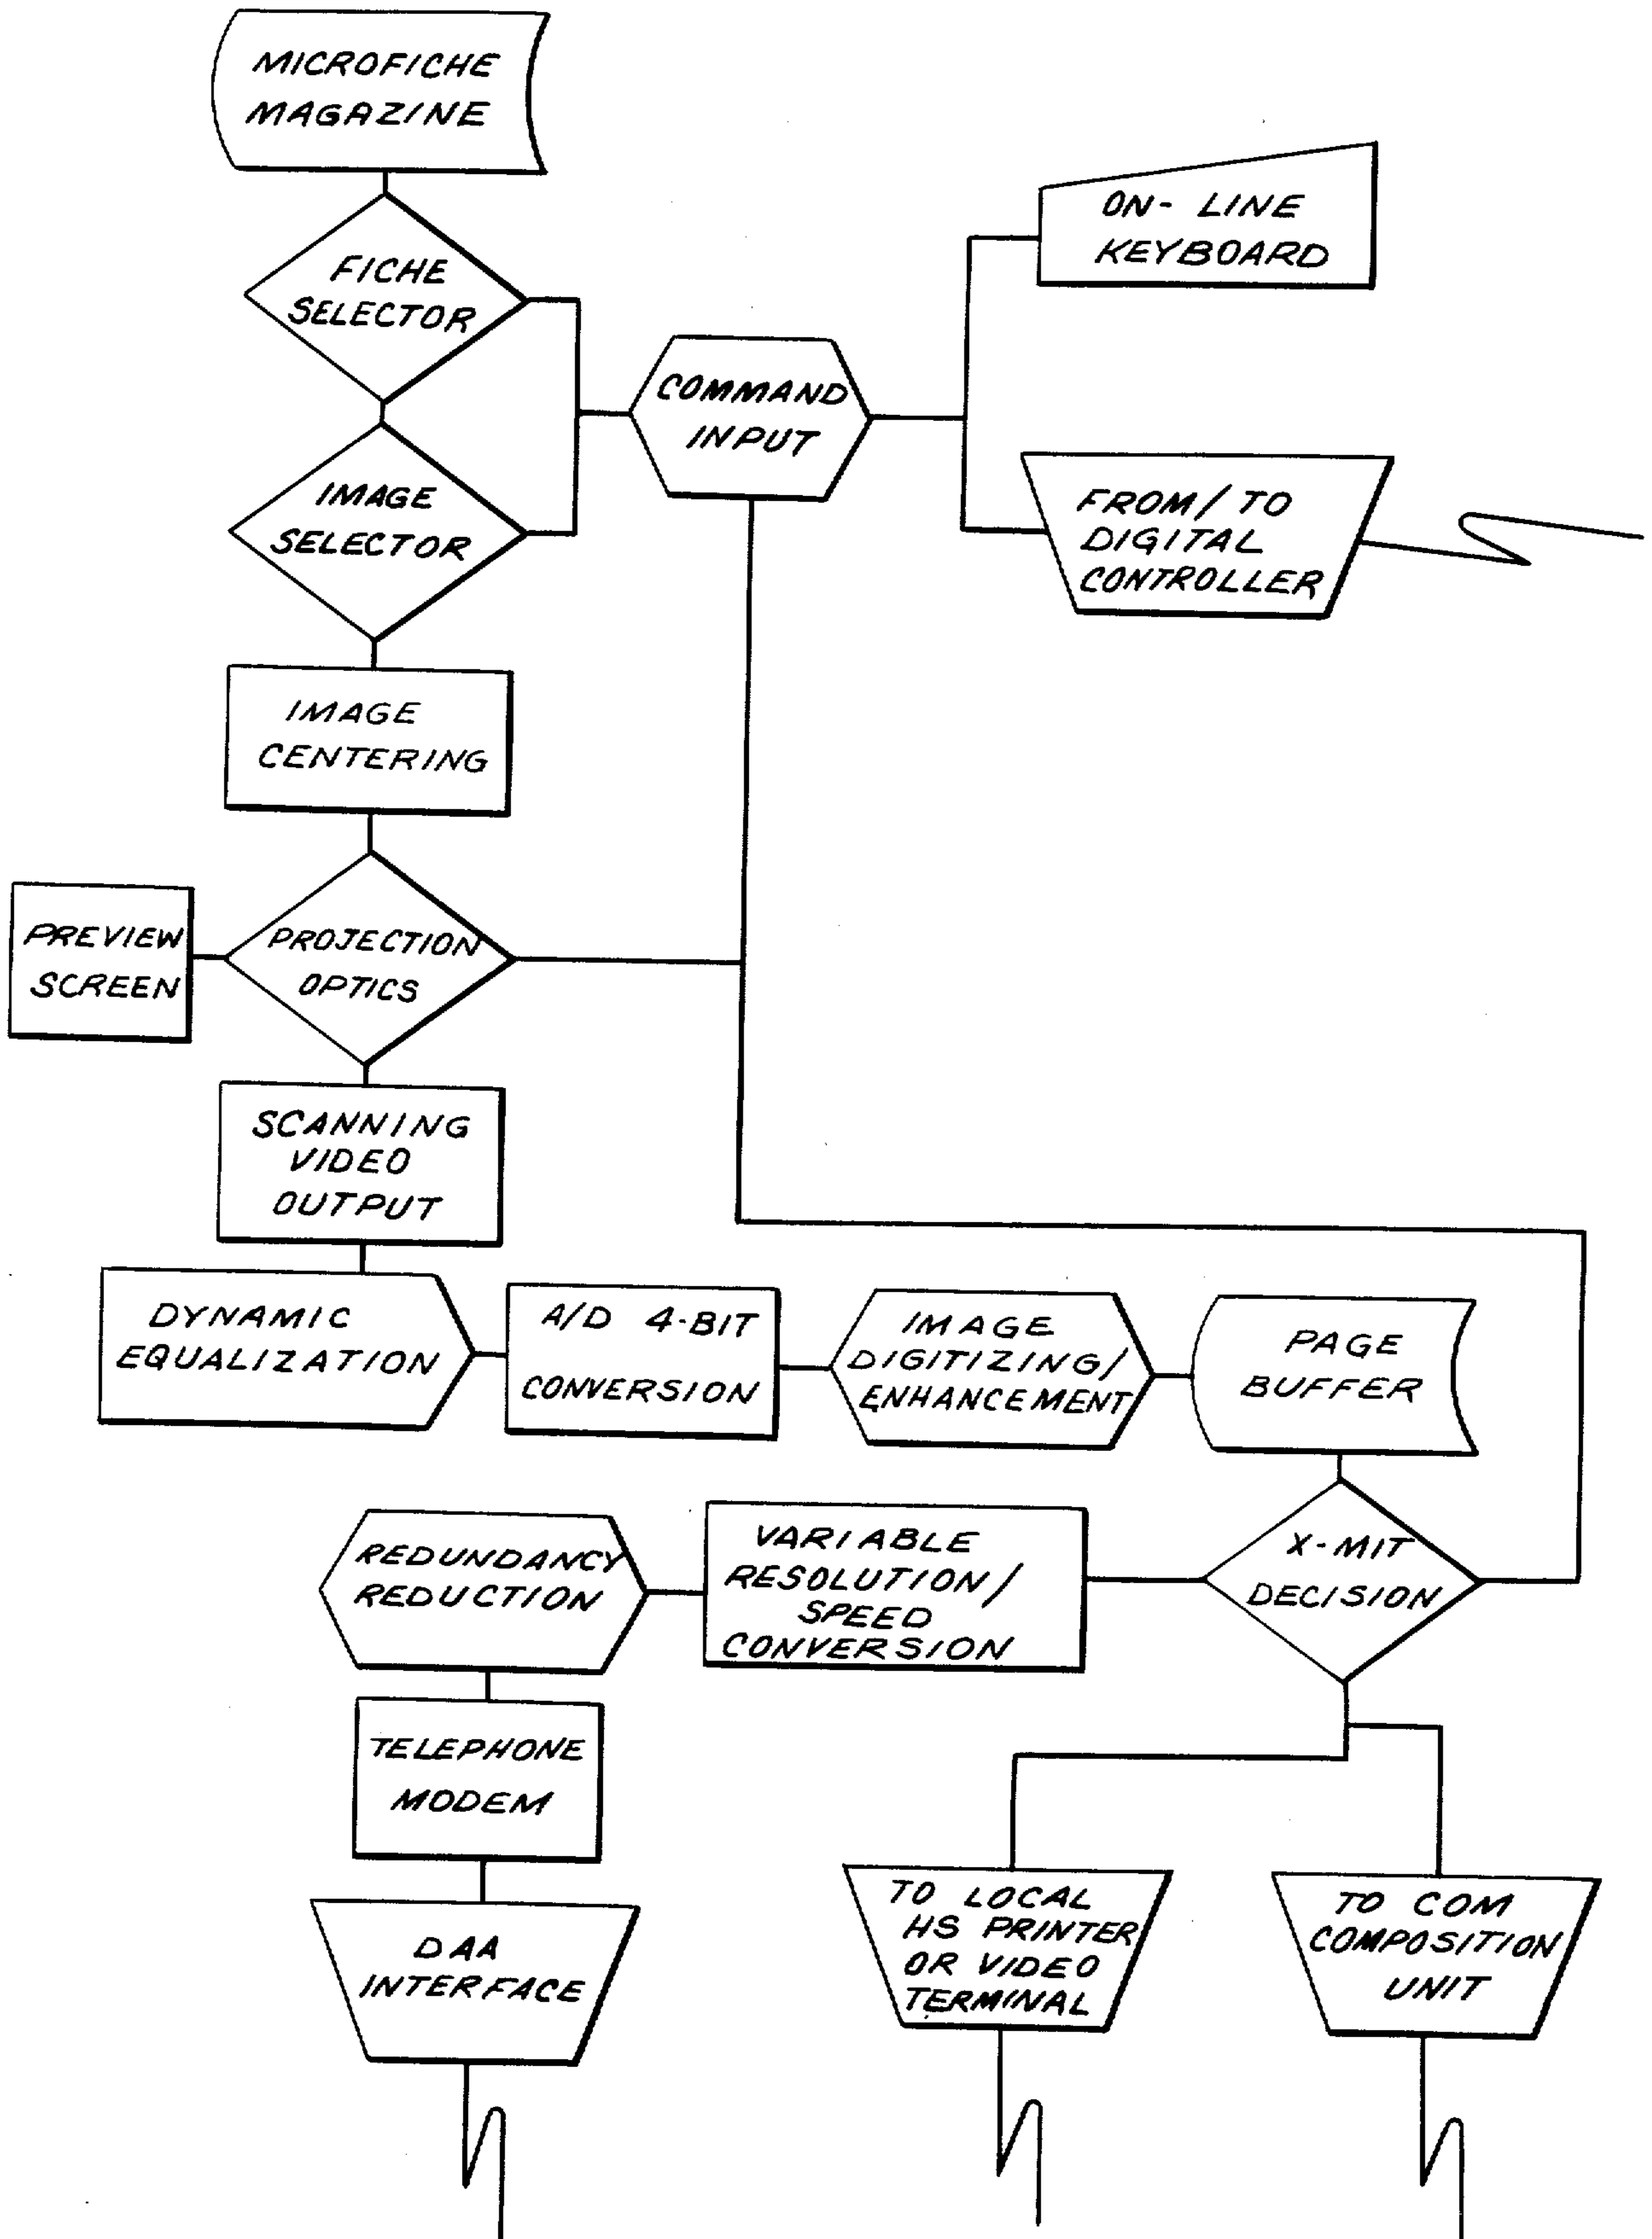 MICROFICHE
MAGAZINE
FICHE
SELECTOR
ON- LINE
KEYBOARD
COMMAND
INPUT
IMAGE
SELECTOR
FROM/TO
DIGITAL
CONTROLLER
IMAGE
CENTERING
PREVIEW
SCREEN
PROJECTION
OPTICS
SCANNING
VIDEO
OUTPUT
DYNAMIC
EQUALIZATION
A/D 4-BIT
CONVERSION
IMAGE
DIGITIZING/
ENHANCEMENT
PAGE
BUFFER
X-MIT
DECISION
VARIABLE
RESOLUTION/
SPEED
CONVERSION
REDUNDANCY
REDUCTION
TELEPHONE
MODEM
DAA
INTERFACE
TO LOCAL
HS PRINTER
OR VIDEO
TERMINAL
TO COM
COMPOSITION
UNIT